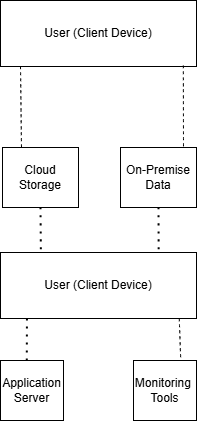 User (Client Device)
Cloud
Storage
On-Premise
Data
User (Client Device)
Application
Server
Monitoring
Tools